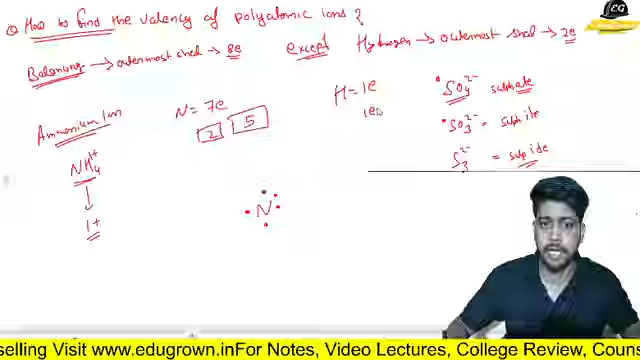 Q How to find the valency of polyatomic ions?
Balancing → outermost shell → 8e
except Hydrogen → outermost shell → 2e
Ammonium Ion
N = 7e
2 5
H = 1e
1e
NH4 1+
1+
N
SO4 2- sulphate
SO3 2- = sulphite
S3 2- = sulphide
EG
selling Visit www.edugrown.inFor Notes, Video Lectures, College Review, Couns